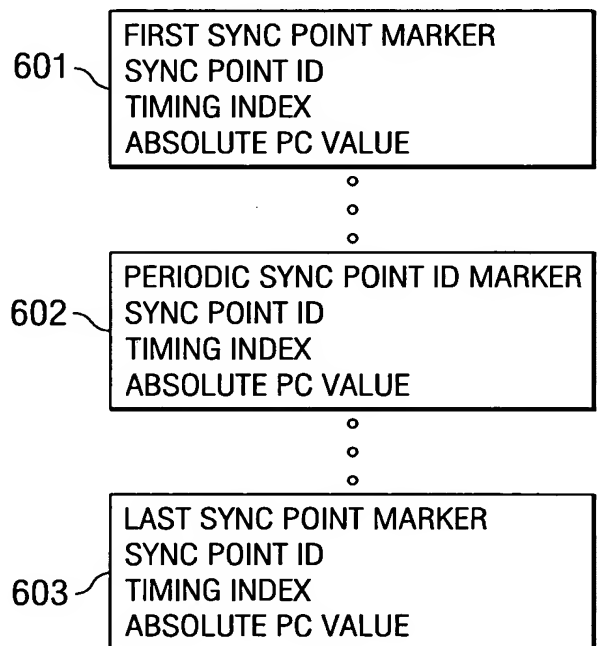 601
FIRST SYNC POINT MARKER
SYNC POINT ID
TIMING INDEX
ABSOLUTE PC VALUE
602
PERIODIC SYNC POINT ID MARKER
SYNC POINT ID
TIMING INDEX
ABSOLUTE PC VALUE
603
LAST SYNC POINT MARKER
SYNC POINT ID
TIMING INDEX
ABSOLUTE PC VALUE